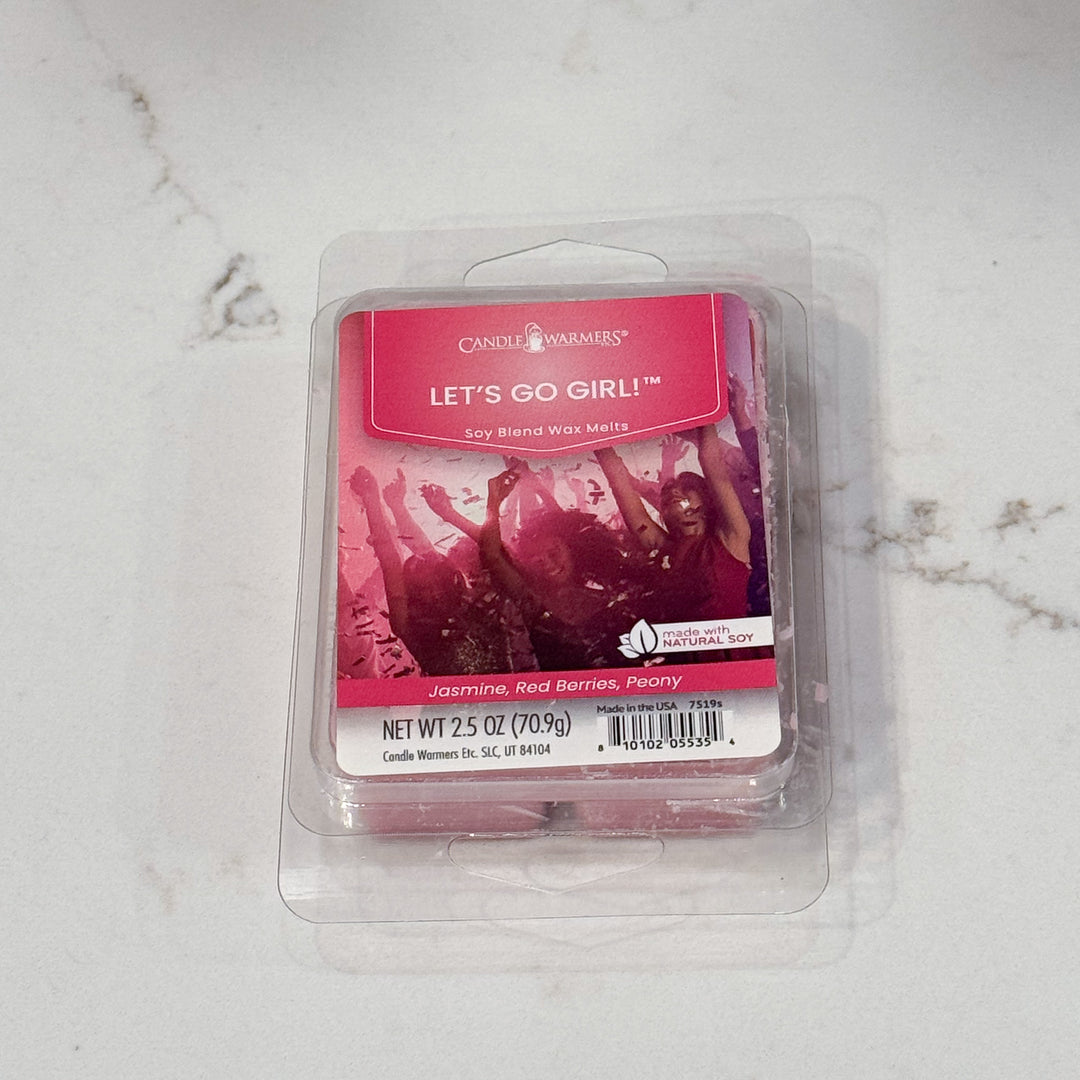 CANDLE WARMERS ETC.
LET'S GO GIRL!™
Soy Blend Wax Melts
made with
NATURAL SOY
Jasmine, Red Berries, Peony
NET WT 2.5 OZ (70.9g)
Candle Warmers Etc. SLC, UT 84104
Made in the USA 7519s
8 10102 05535 4